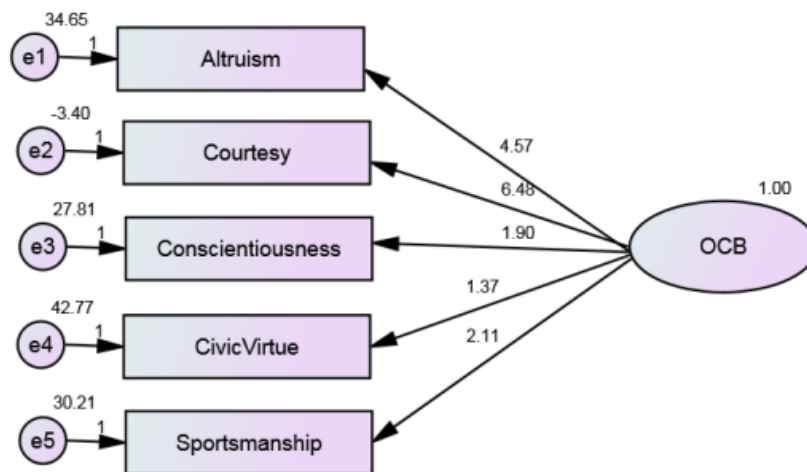 34.65
e1
1
Altruism
-3.40
e2
1
Courtesy
27.81
e3
1
Conscientiousness
42.77
e4
1
CivicVirtue
30.21
e5
1
Sportsmanship
4.57
6.48
1.90
1.37
2.11
1.00
OCB